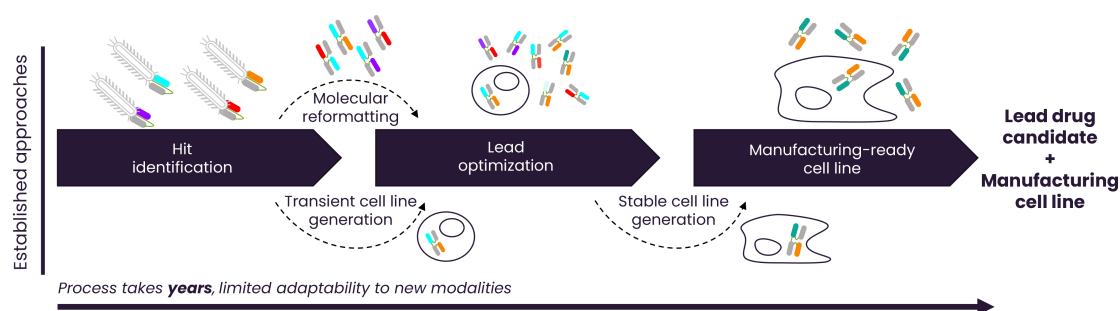 Established approaches
Molecular
reformatting
Hit
identification
Lead
optimization
Manufacturing-ready
cell line
Lead drug
candidate
+
Manufacturing
cell line
Transient cell line
generation
Stable cell line
generation
Process takes years, limited adaptability to new modalities